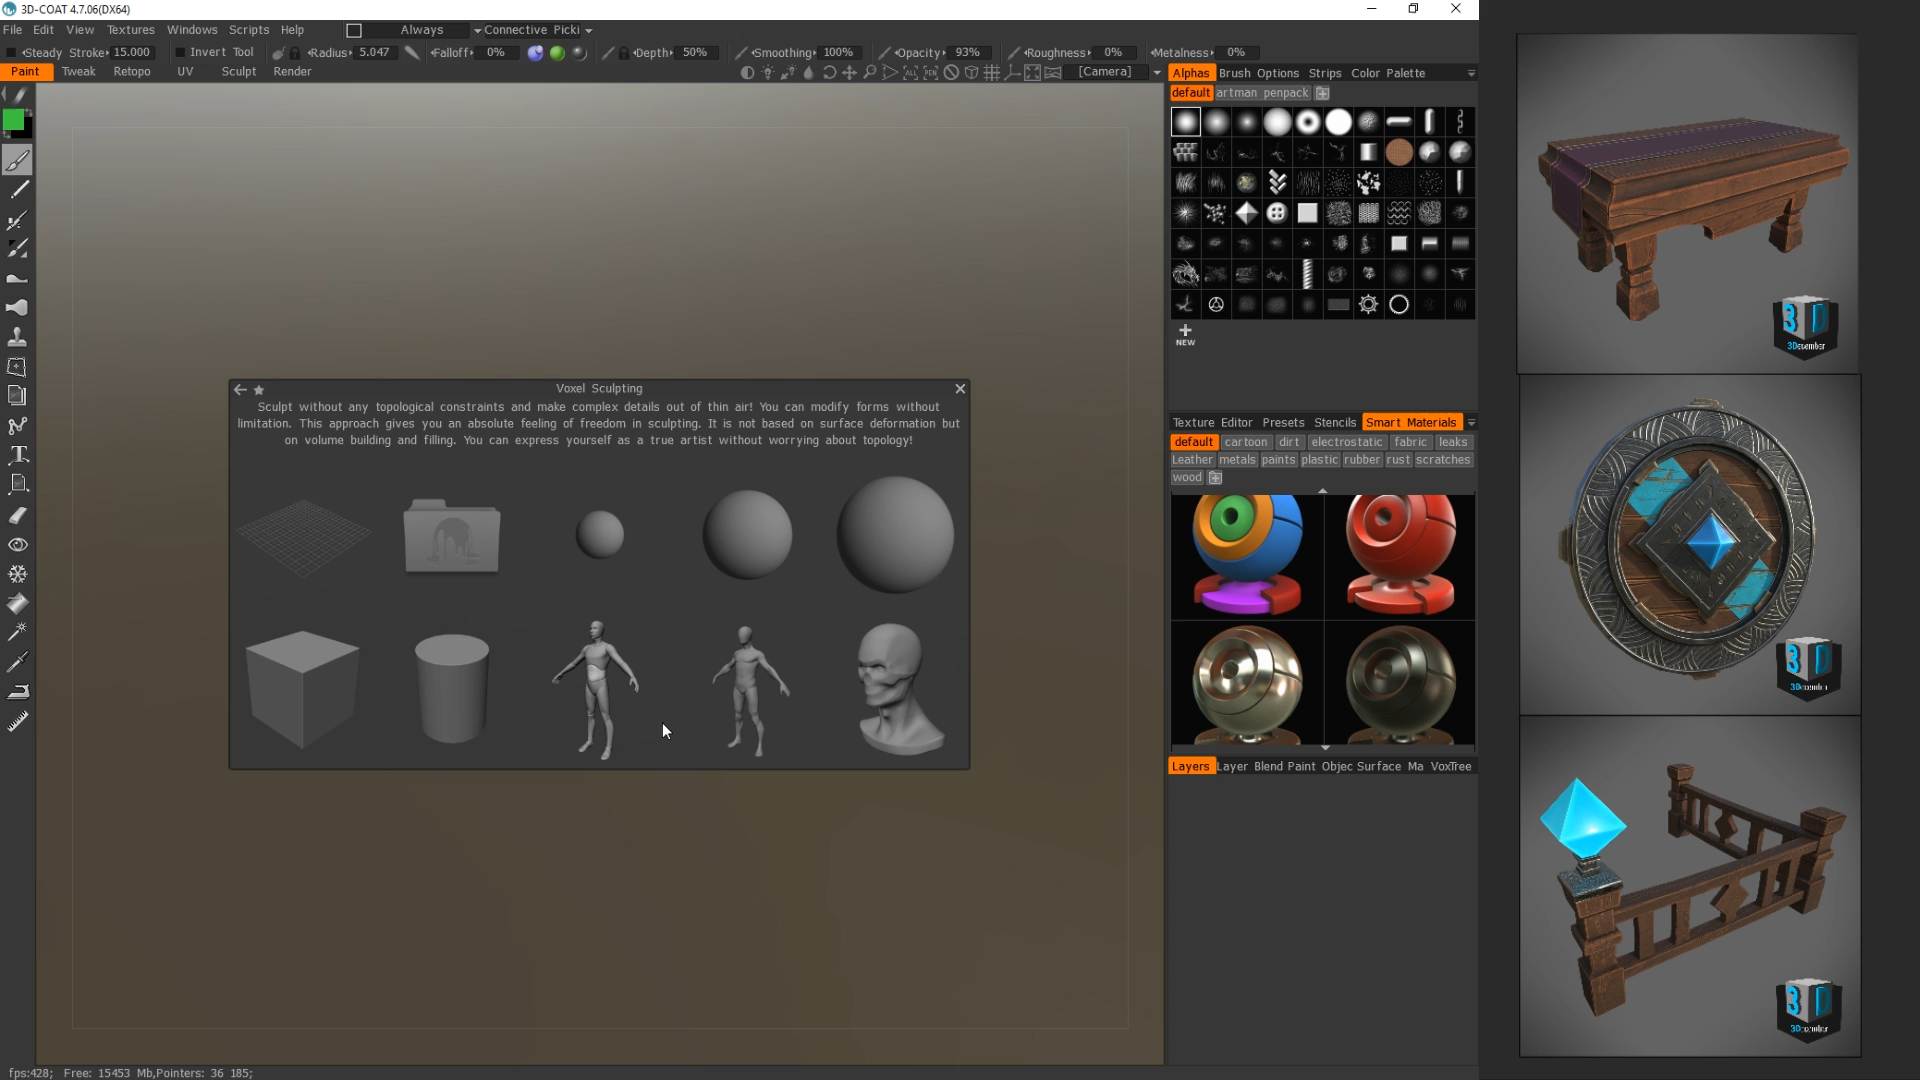 3D-COAT 4.7.06(DX64)
File Edit View Textures Windows Scripts Help Always Connective Picki
Steady Stroke 15.000 Invert Tool Radius 5.047 Falloff 0% Depth 50% Smoothing 100% Opacity 93% Roughness 0% Metalness 0%
Paint Tweak Retopo UV Sculpt Render [Camera]
Alphas Brush Options Strips Color Palette
default artman penpack
NEW
Voxel Sculpting
Sculpt without any topological constraints and make complex details out of thin air! You can modify forms without
limitation. This approach gives you an absolute feeling of freedom in sculpting. It is not based on surface deformation but
on volume building and filling. You can express yourself as a true artist without worrying about topology!
Texture Editor Presets Stencils Smart Materials
default cartoon dirt electrostatic fabric leaks
Leather metals paints plastic rubber rust scratches
wood
Layers Layer Blend Paint Objec Surface Ma VoxTree
3D
3December
3D
3December
3D
3December
fps:428; Free: 15453 Mb,Pointers: 36 185;